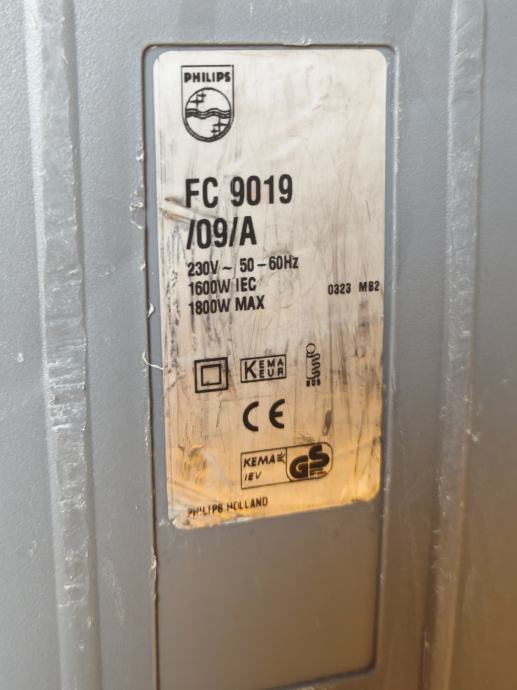 PHILIPS
FC 9019
/09/A
230V ~ 50-60Hz
1600W IEC 0323 MB2
1800W MAX
KEMA
KEUR
CE
KEMA
IEV
GS
PHILIPS HOLLAND